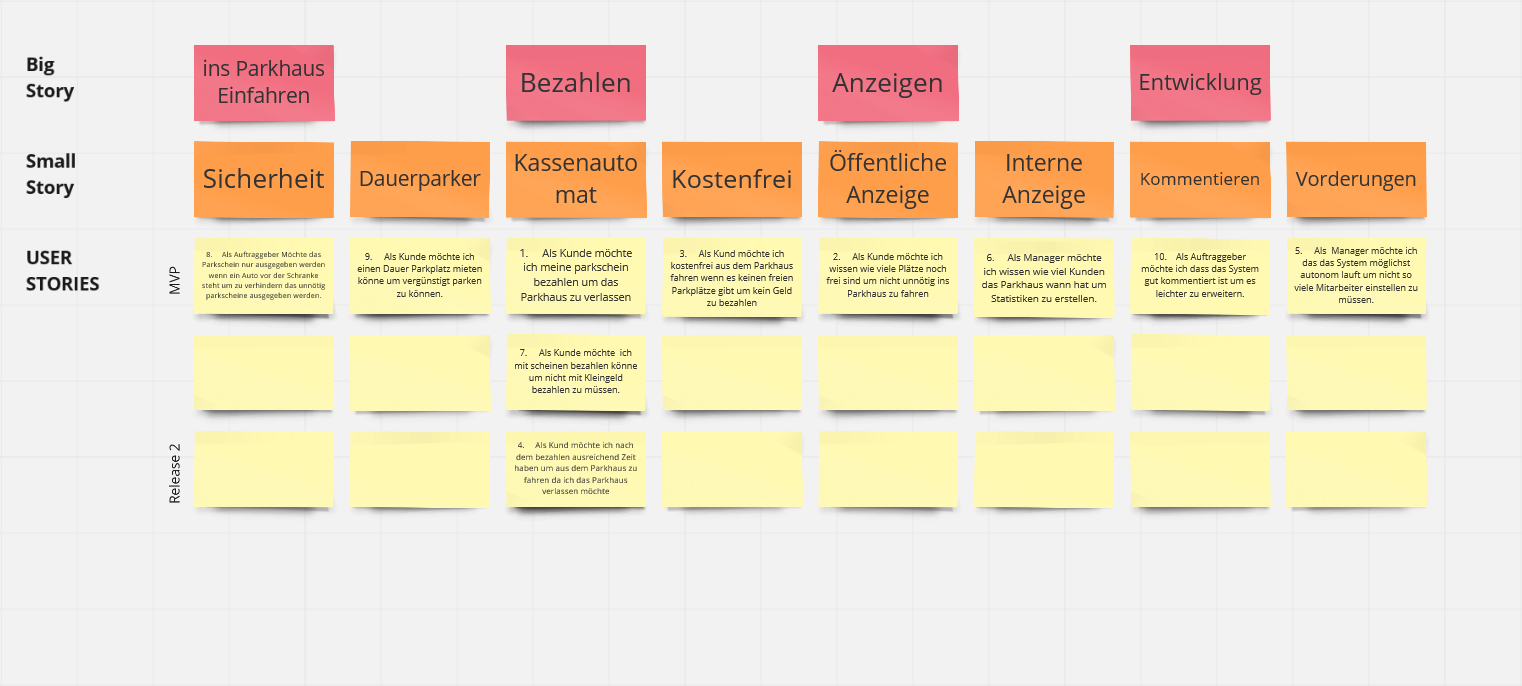 Big
Story
ins Parkhaus
Einfahren
Bezahlen
Anzeigen
Entwicklung
Small
Story
Sicherheit
Dauerparker
Kassenauto
mat
Kostenfrei
Öffentliche
Anzeige
Interne
Anzeige
Kommentieren
Vorderungen
USER
STORIES
MVP
8. Als Auftraggeber Möchte das
Parkschein nur ausgegeben werden
wenn ein Auto vor der Schranke
steht um zu verhindern das unnötig
parkscheine ausgegeben werden.
9. Als Kunde möchte ich
einen Dauer Parkplatz mieten
könne um vergünstigt parken
zu können.
1. Als Kunde möchte
ich meine parkschein
bezahlen um das
Parkhaus zu verlassen
3. Als Kund möchte ich
kostenfrei aus dem Parkhaus
fahren wenn es keinen freien
Parkplätze gibt um kein Geld
zu bezahlen
2. Als Kunde möchte ich
wissen wie viele Plätze noch
frei sind um nicht unnötig ins
Parkhaus zu fahren
6. Als Manager möchte
ich wissen wie viel Kunden
das Parkhaus wann hat um
Statistiken zu erstellen.
10. Als Auftraggeber
möchte ich dass das System
gut kommentiert ist um es
leichter zu erweitern.
5. Als Manager möchte ich
das das System möglichst
autonom lauft um nicht so
viele Mitarbeiter einstellen zu
müssen.
7. Als Kunde möchte ich
mit scheinen bezahlen könne
um nicht mit Kleingeld
bezahlen zu müssen.
Release 2
4. Als Kund möchte ich nach
dem bezahlen ausreichend Zeit
haben um aus dem Parkhaus zu
fahren da ich das Parkhaus
verlassen möchte